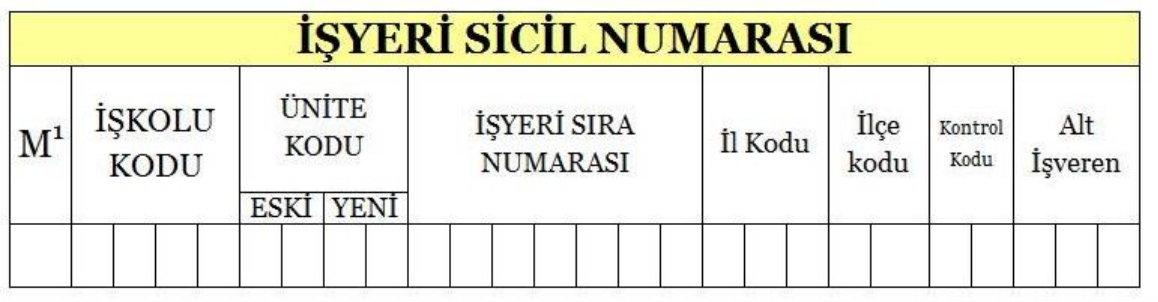 İŞYERİ SİCİL NUMARASI
M¹
İŞKOLU
KODU
ÜNİTE
KODU
ESKİ YENİ
İŞYERİ SIRA
NUMARASI
İl Kodu
İlçe
kodu
Kontrol
Kodu
Alt
İşveren